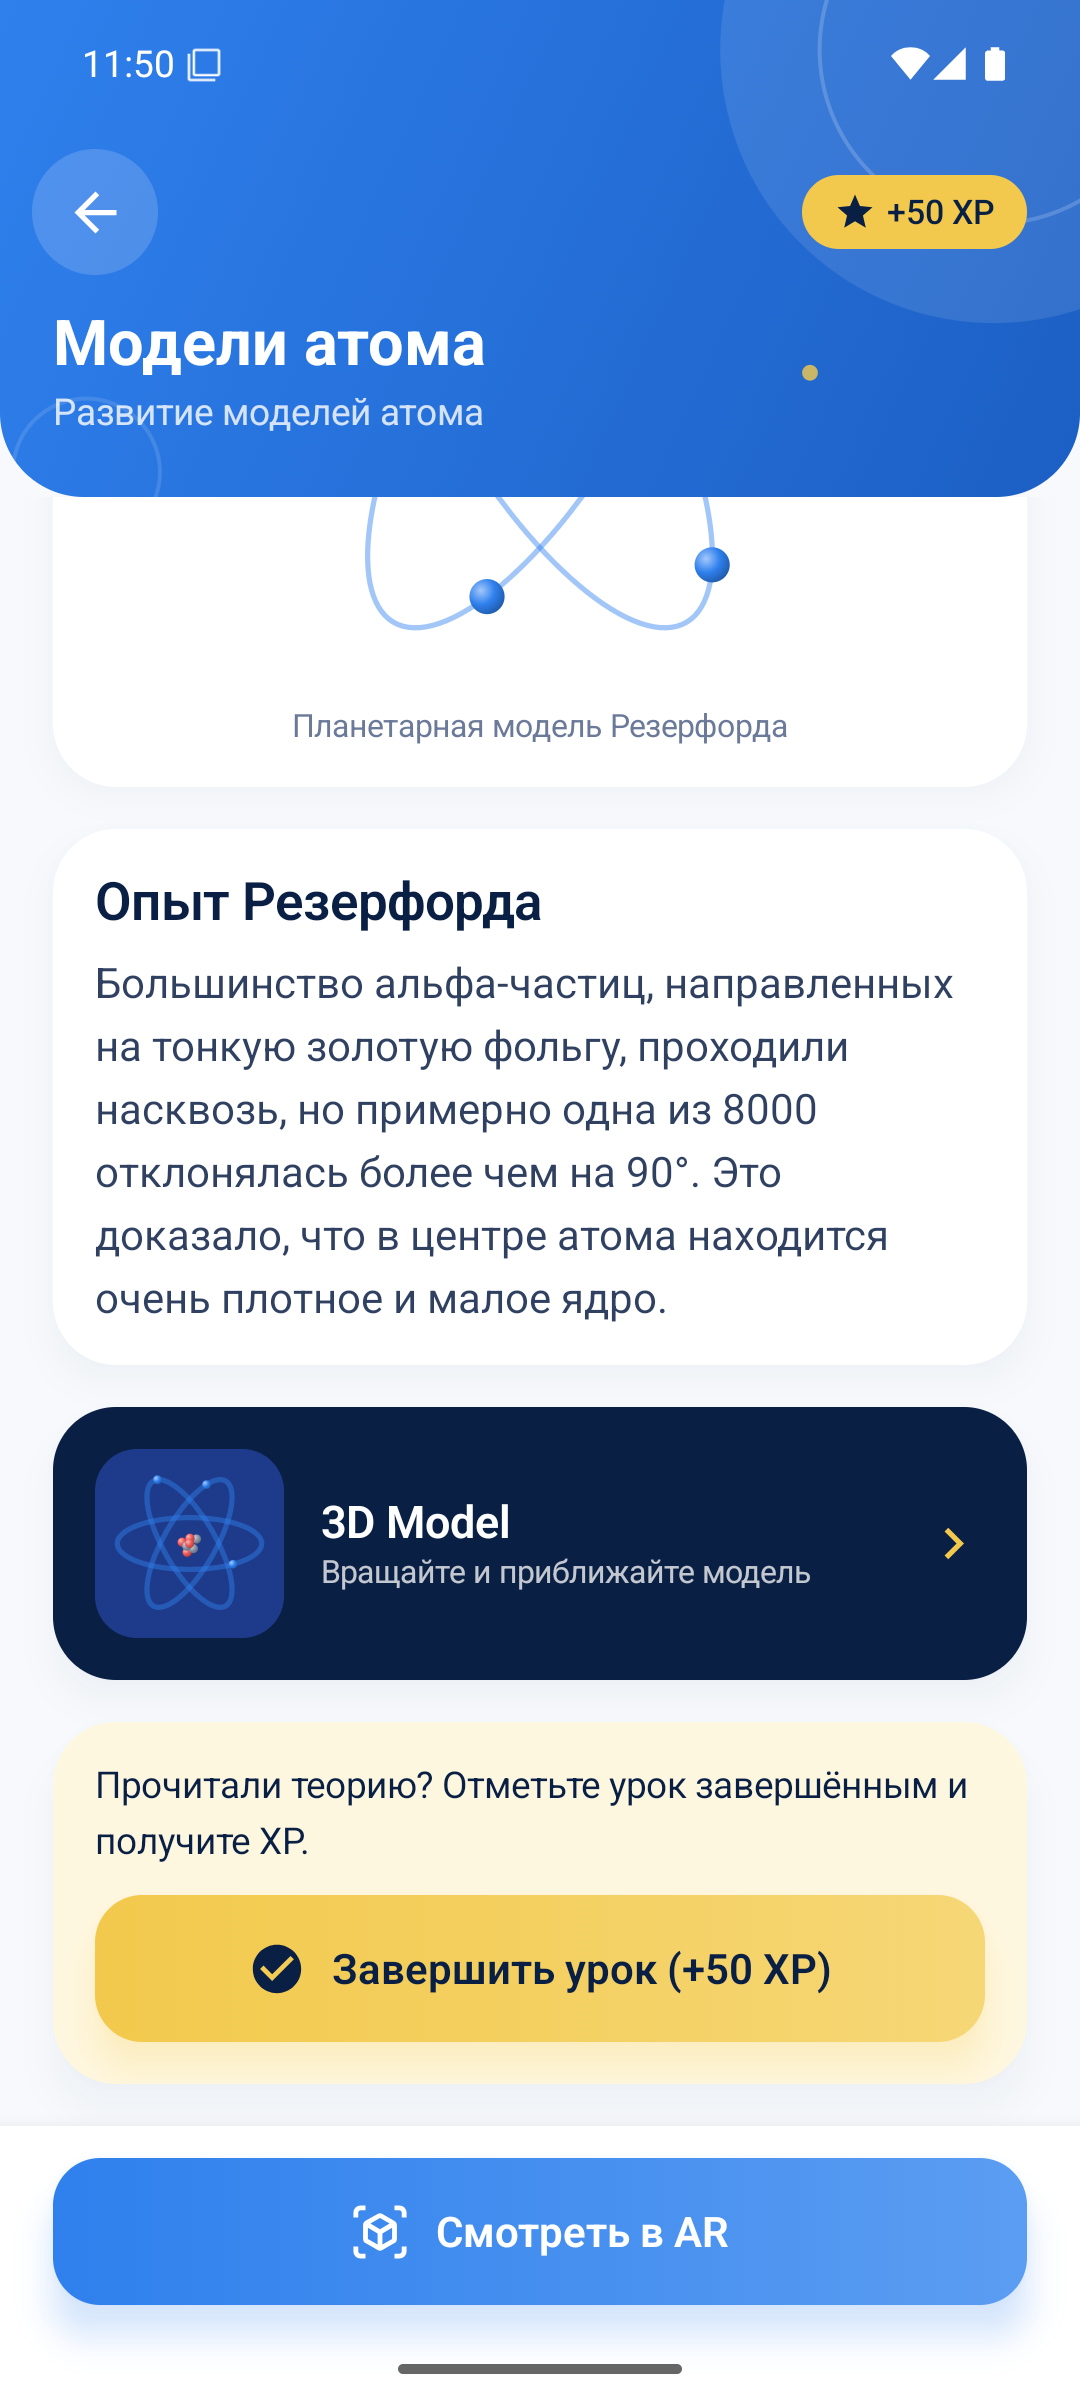 11:50
+50 XP
Модели атома
Развитие моделей атома
Планетарная модель Резерфорда
Опыт Резерфорда
Большинство альфа-частиц, направленных
на тонкую золотую фольгу, проходили
насквозь, но примерно одна из 8000
отклонялась более чем на 90°. Это
доказало, что в центре атома находится
очень плотное и малое ядро.
3D Model
Вращайте и приближайте модель
Прочитали теорию? Отметьте урок завершённым и
получите XP.
Завершить урок (+50 XP)
Смотреть в AR